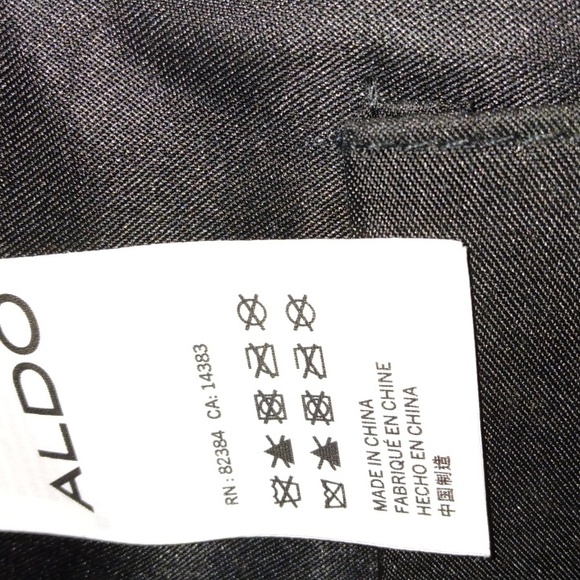 ALDO
RN: 82384 CA: 14383
MADE IN CHINA
FABRIQUÉ EN CHINE
HECHO EN CHINA
中国制造